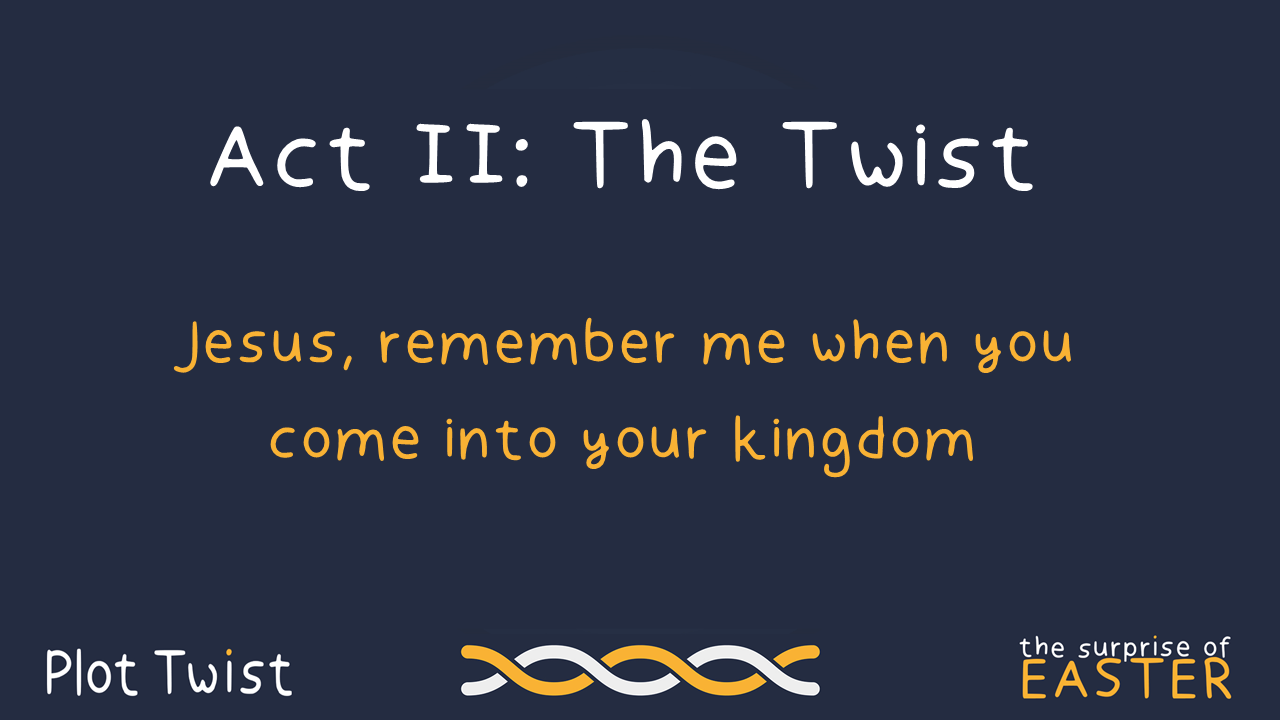 Act II: The Twist
Jesus, remember me when you
come into your kingdom
Plot Twist
the surprise of
EASTER